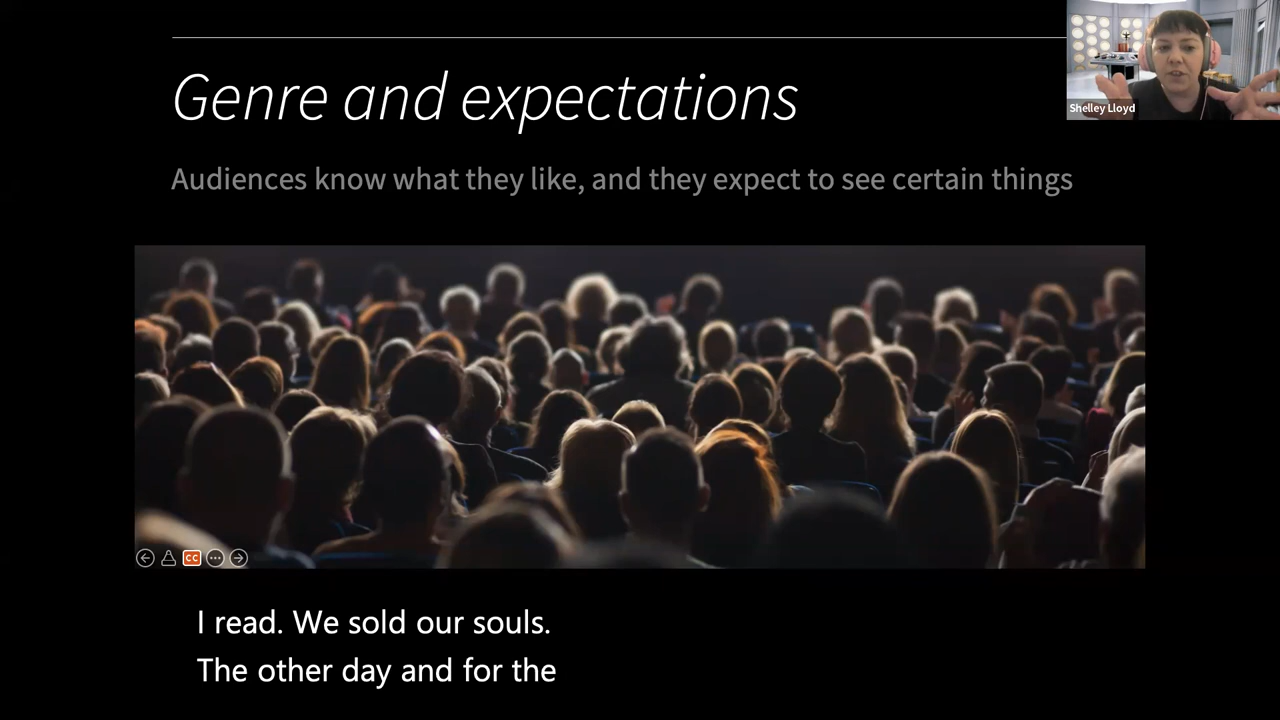 Genre and expectations
Shelley Lloyd
Audiences know what they like, and they expect to see certain things
CC
I read. We sold our souls.
The other day and for the